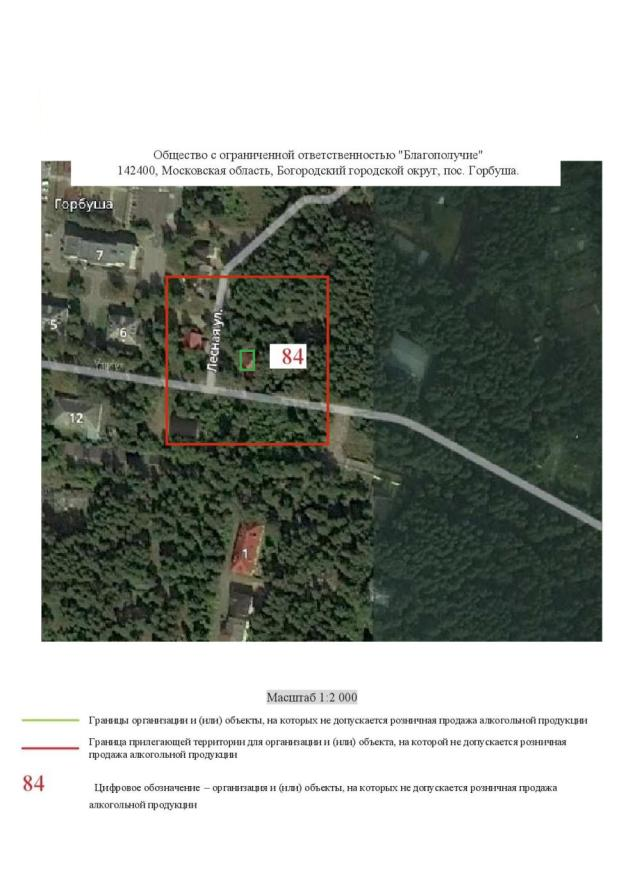 Общество с ограниченной ответственностью "Благополучие"
142400, Московская область, Богородский городской округ, пос. Горбуша.
Горбуша
7
5
6
Лесная ул.
84
12
1
Масштаб 1:2 000
Границы организации и (или) объекты, на которых не допускается розничная продажа алкогольной продукции
Граница прилегающей территории для организации и (или) объекта, на которой не допускается розничная
продажа алкогольной продукции
84
Цифровое обозначение – организация и (или) объекты, на которых не допускается розничная продажа
алкогольной продукции